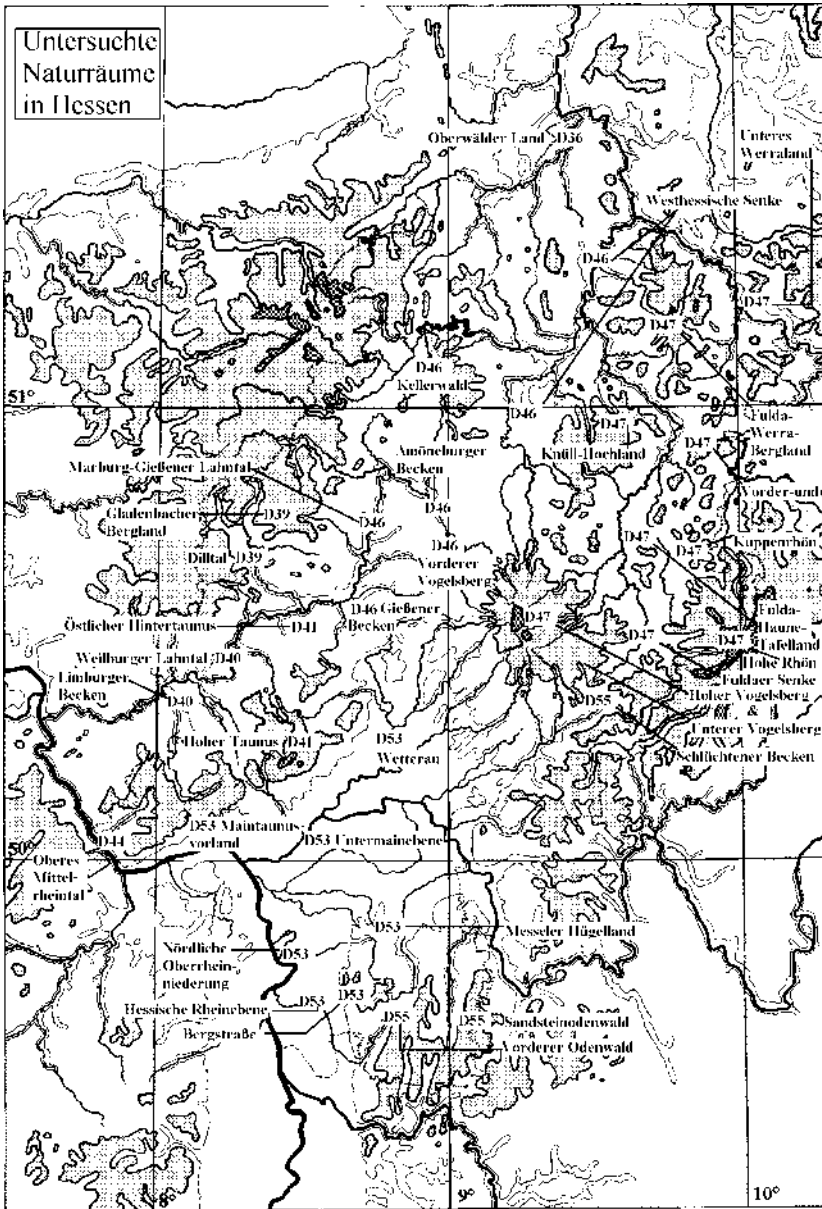 Untersuchte
Naturräume
in Hessen
Oberwälder Land D36
Unteres
Werraland
Westhessische Senke
D46
D47
D47
D46
Kellerwald
51°
D46
D47
Fulda-
Werra-
Bergland
Amöneburger
Becken
Knüll-Hochland
D47
Marburg-Gießener Lahntal
Vorder- und
Gladenbacher
Bergland
D39
D46
D46
Kuppenrhön
D47
D47
Dilltal D39
D46
Vorderer
Vogelsberg
D46 Gießener
Becken
D47
Fulda-
Haune-
Tafelland
Östlicher Hintertaunus
D41
D47
D47
Hohe Rhön
Weilburger Lahntal D40
Fuldaer Senke
Limburger
Becken
D40
D55
Hoher Vogelsberg
&
Unterer Vogelsberg
Hoher Taunus D41
D53
Wetterau
Schlüchtener Becken
D44
D53 Maintaunus-
vorland
D53 Untermainebene
50°
Oberes
Mittel-
rheintal
D53
Messeler Hügelland
Nördliche
Oberrhein-
niederung
D53
Hessische Rheinebene
D53
D53
Bergstraße
D55
D55
Sandsteinodenwald
Vorderer Odenwald
8°
9°
10°